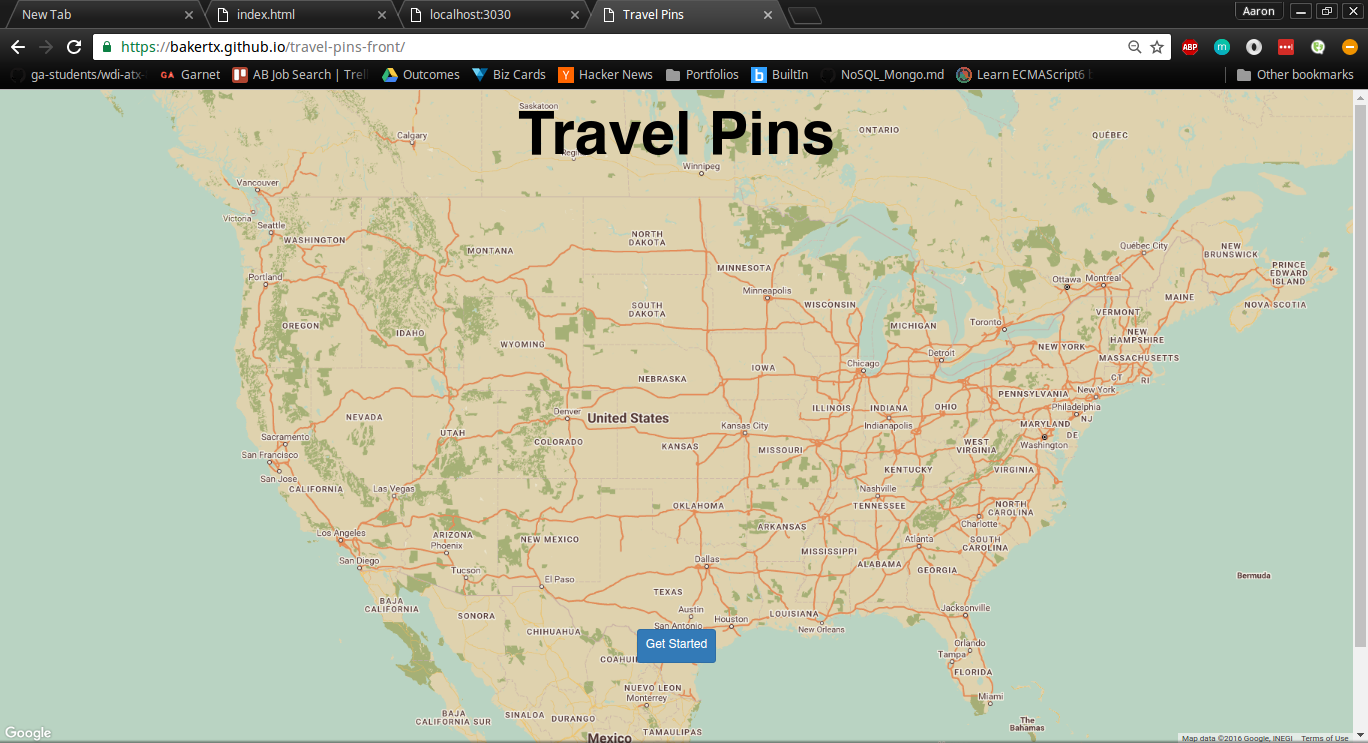 New Tab
index.html
localhost:3030
Travel Pins
Aaron
https://bakertx.github.io/travel-pins-front/
ABP
m
ga-students/wdi-atx-
GA Garnet
AB Job Search | Trel
Outcomes
Biz Cards
Y Hacker News
Portfolios
b BuiltIn
NoSQL_Mongo.md
Learn ECMAScript6
Other bookmarks
Saskatoon
Travel Pins
Calgary
ONTARIO
QUÉBEC
Regi
Winnipeg
Vancouver
Victoria
Seattle
WASHINGTON
NORTH
DAKOTA
MONTANA
Québec City
NEW
BRUNSWICK
PRINCE
EDWARD
ISLAND
MINNESOTA
Portland
Ottawa
Montreal
Minneapolis
MAINE
NOVA SCOTIA
WISCONSIN
SOUTH
DAKOTA
VERMONT
OREGON
IDAHO
MICHIGAN
Toronto
NEW
HAMPSHIRE
WYOMING
NEW YORK
Detroit
MASSACHUSETTS
Chicago
IOWA
NEBRASKA
CT
RI
PENNSYLVANIA
New York
Denver
United States
ILLINOIS
INDIANA
OHIO
Philadelphia
NEVADA
NJ
MARYLAND
Kansas City
Indianapolis
UTAH
DE
Sacramento
COLORADO
KANSAS
MISSOURI
WEST
VIRGINIA
Washington
San Francisco
KENTUCKY
VIRGINIA
San Jose
CALIFORNIA
Las Vegas
Nashville
OKLAHOMA
TENNESSEE
NORTH
CAROLINA
Charlotte
ARKANSAS
Los Angeles
ARIZONA
Phoenix
NEW MEXICO
Atlanta
SOUTH
CAROLINA
MISSISSIPPI
San Diego
Dallas
ALABAMA
GEORGIA
Tucson
El Paso
Bermuda
TEXAS
BAJA
CALIFORNIA
Austin
LOUISIANA
Jacksonville
SONORA
Houston
San Antonio
New Orleans
CHIHUAHUA
Get Started
Orlando
Tampa
COAHUI
FLORIDA
NUEVO LEON
Monterrey
Miami
BAJA
CALIFORNIA SUR
SINALOA
DURANGO
The
Bahamas
TAMAULIPAS
Google
Mexico
Map data ©2016 Google, INEGI
Terms of Use